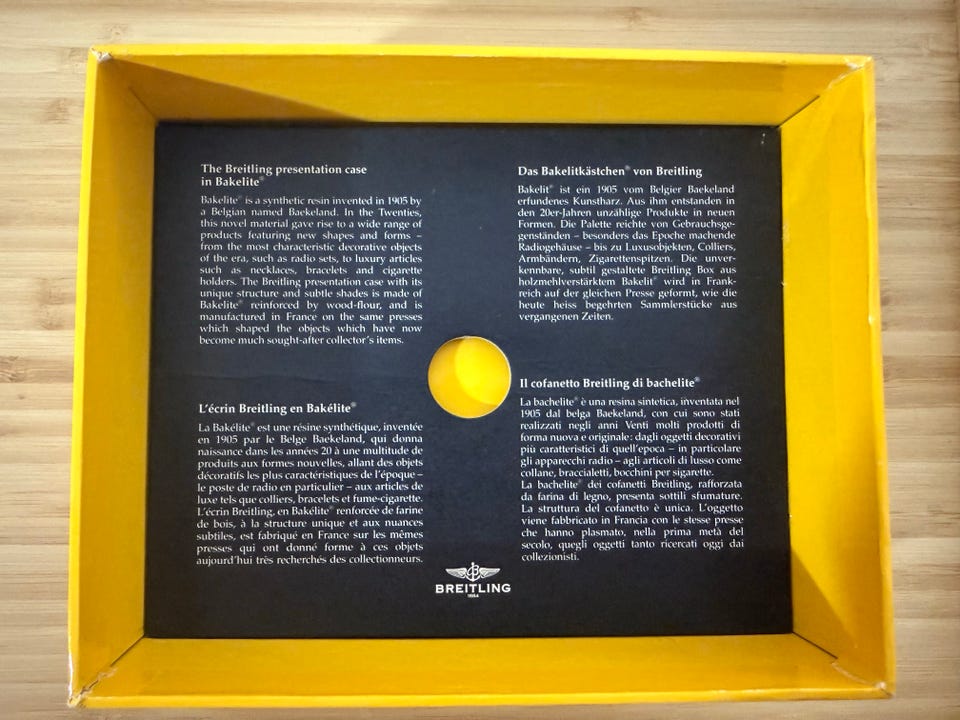 The Breitling presentation case
in Bakelite®
Bakelite® is a synthetic resin invented in 1905 by
a Belgian named Baekeland. In the Twenties,
this novel material gave rise to a wide range of
products featuring new shapes and forms –
from the most characteristic decorative objects
of the era, such as radio sets, to luxury articles
such as necklaces, bracelets and cigarette
holders. The Breitling presentation case with its
unique structure and subtle shades is made of
Bakelite® reinforced by wood-flour, and is
manufactured in France on the same presses
which shaped the objects which have now
become much sought-after collector's items.
Das Bakelitkästchen® von Breitling
Bakelit® ist ein 1905 vom Belgier Baekeland
erfundenes Kunstharz. Aus ihm entstanden in
den 20er-Jahren unzählige Produkte in neuen
Formen. Die Palette reichte von Gebrauchsge-
genständen – besonders das Epoche machende
Radiogehäuse – bis zu Luxusobjekten, Colliers,
Armbändern, Zigarettenspitzen. Die unver-
kennbare, subtil gestaltete Breitling Box aus
holzmehlverstärktem Bakelit® wird in Frank-
reich auf der gleichen Presse geformt, wie die
heute heiss begehrten Sammlerstücke aus
vergangenen Zeiten.
L'écrin Breitling en Bakélite®
La Bakélite® est une résine synthétique, inventée
en 1905 par le Belge Baekeland, qui donna
naissance dans les années 20 à une multitude de
produits aux formes nouvelles, allant des objets
décoratifs les plus caractéristiques de l'époque –
le poste de radio en particulier – aux articles de
luxe tels que colliers, bracelets et fume-cigarette.
L'écrin Breitling, en Bakélite® renforcée de farine
de bois, à la structure unique et aux nuances
subtiles, est fabriqué en France sur les mêmes
presses qui ont donné forme à ces objets
aujourd'hui très recherchés des collectionneurs.
Il cofanetto Breitling di bachelite®
La bachelite® è una resina sintetica, inventata nel
1905 dal belga Baekeland, con cui sono stati
realizzati negli anni Venti molti prodotti di
forma nuova e originale: dagli oggetti decorativi
più caratteristici di quell'epoca – in particolare
gli apparecchi radio – agli articoli di lusso come
collane, braccialetti, bocchini per sigarette.
La bachelite® dei cofanetti Breitling, rafforzata
da farina di legno, presenta sottili sfumature.
La struttura del cofanetto è unica. L'oggetto
viene fabbricato in Francia con le stesse presse
che hanno plasmato, nella prima metà del
secolo, quegli oggetti tanto ricercati oggi dai
collezionisti.
BREITLING
1884